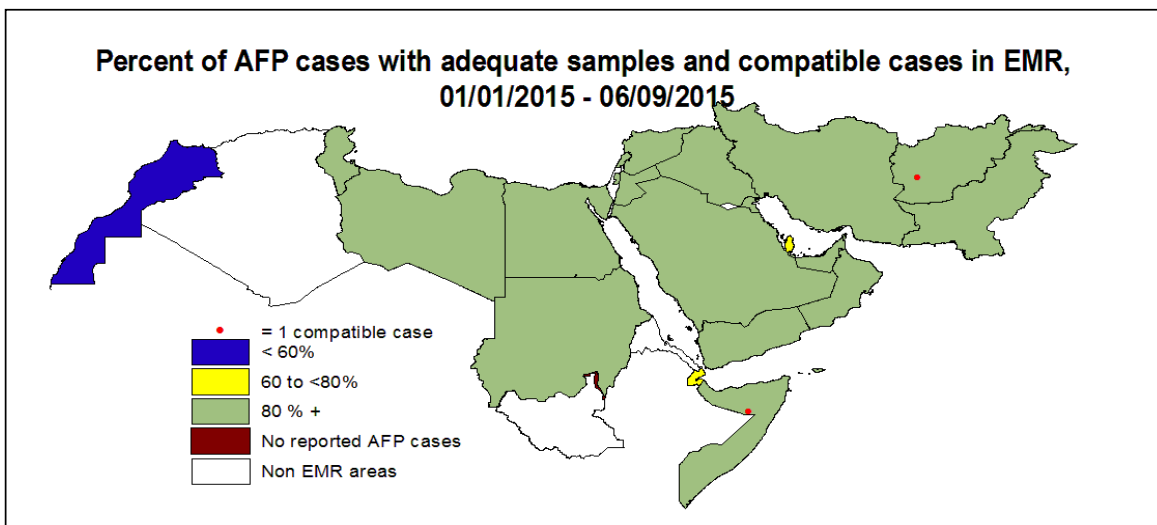 Percent of AFP cases with adequate samples and compatible cases in EMR,
01/01/2015 - 06/09/2015
= 1 compatible case
< 60%
60 to <80%
80 % +
No reported AFP cases
Non EMR areas